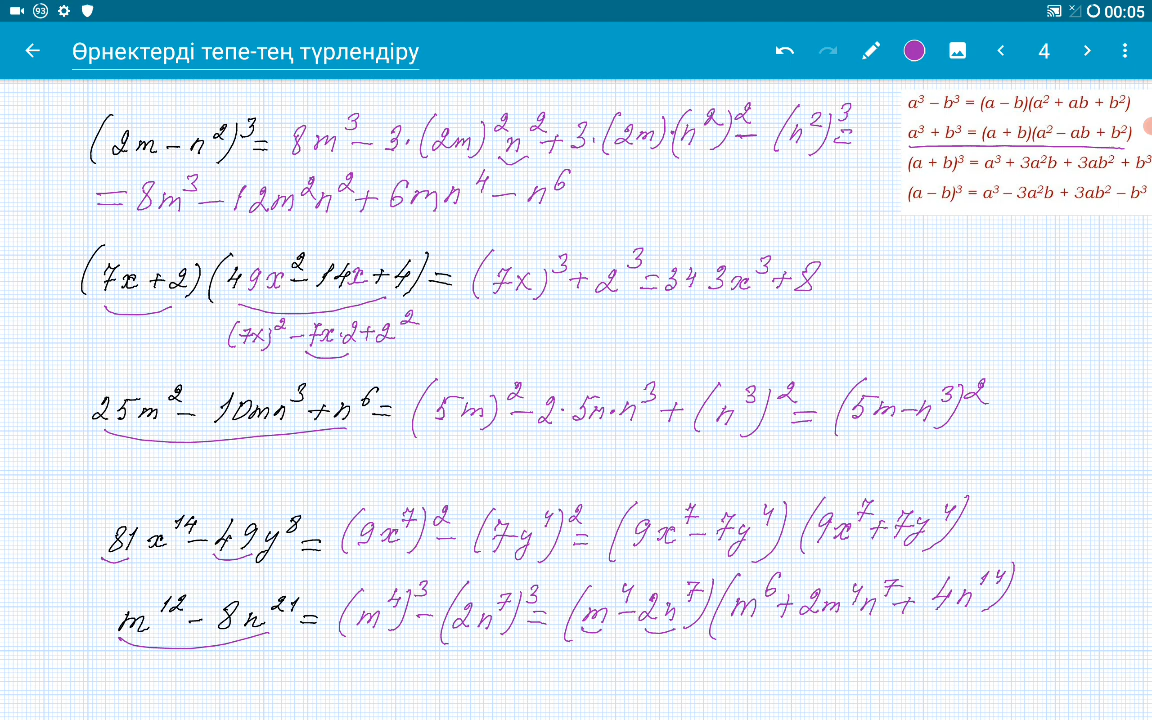 93 00:05
Өрнектерді тепе-тең түрлендіру 4
a³ – b³ = (a – b)(a² + ab + b²)
a³ + b³ = (a + b)(a² – ab + b²)
(a + b)³ = a³ + 3a²b + 3ab² + b³
(a – b)³ = a³ – 3a²b + 3ab² – b³
(2m – n²)³ = 8m³ – 3·(2m)²n² + 3·(2m)·(n²)² – (n²)³ =
= 8m³ – 12m²n² + 6mn⁴ – n⁶
(7x + 2)(49x² – 14x + 4) = (7x)³ + 2³ = 343x³ + 8
(7x)² – 7x·2 + 2²
25m² – 10mn³ + n⁶ = (5m)² – 2·5m·n³ + (n³)² = (5m – n³)²
81x¹⁴ – 49y⁸ = (9x⁷)² – (7y⁴)² = (9x⁷ – 7y⁴)(9x⁷ + 7y⁴)
m¹² – 8n²¹ = (m⁴)³ – (2n⁷)³ = (m⁴ – 2n⁷)(m⁶ + 2m⁴n⁷ + 4n¹⁴)